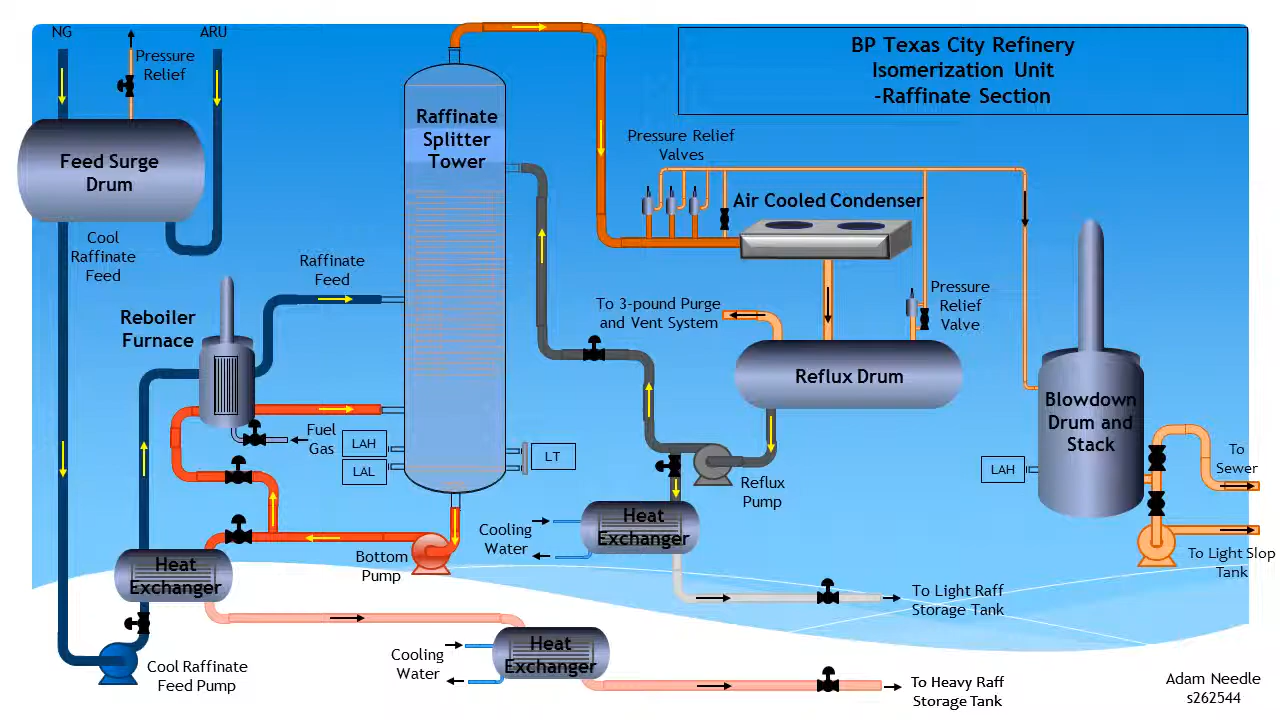 NG
ARU
Pressure
Relief
BP Texas City Refinery
Isomerization Unit
-Raffinate Section
Raffinate
Splitter
Tower
Pressure Relief
Valves
Feed Surge
Drum
Air Cooled Condenser
Cool
Raffinate
Feed
Raffinate
Feed
Reboiler
Furnace
To 3-pound Purge
and Vent System
Pressure
Relief
Valve
Reflux Drum
Blowdown
Drum and
Stack
Fuel
Gas
LAH
LAL
LT
LAH
To
Sewer
Reflux
Pump
Cooling
Water
Heat
Exchanger
Bottom
Pump
Heat
Exchanger
To Light Slop
Tank
To Light Raff
Storage Tank
Cooling
Water
Heat
Exchanger
Cool Raffinate
Feed Pump
To Heavy Raff
Storage Tank
Adam Needle
s262544